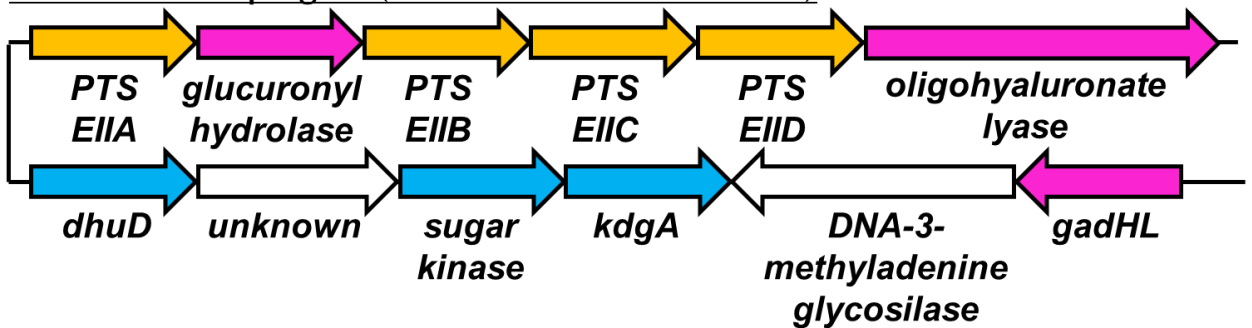 PTS glucuronyl PTS PTS PTS oligohyaluronate
EIIA hydrolase EIIB EIIC EIID lyase
dhuD unknown sugar kdgA DNA-3- gadHL
kinase methyladenine
glycosilase